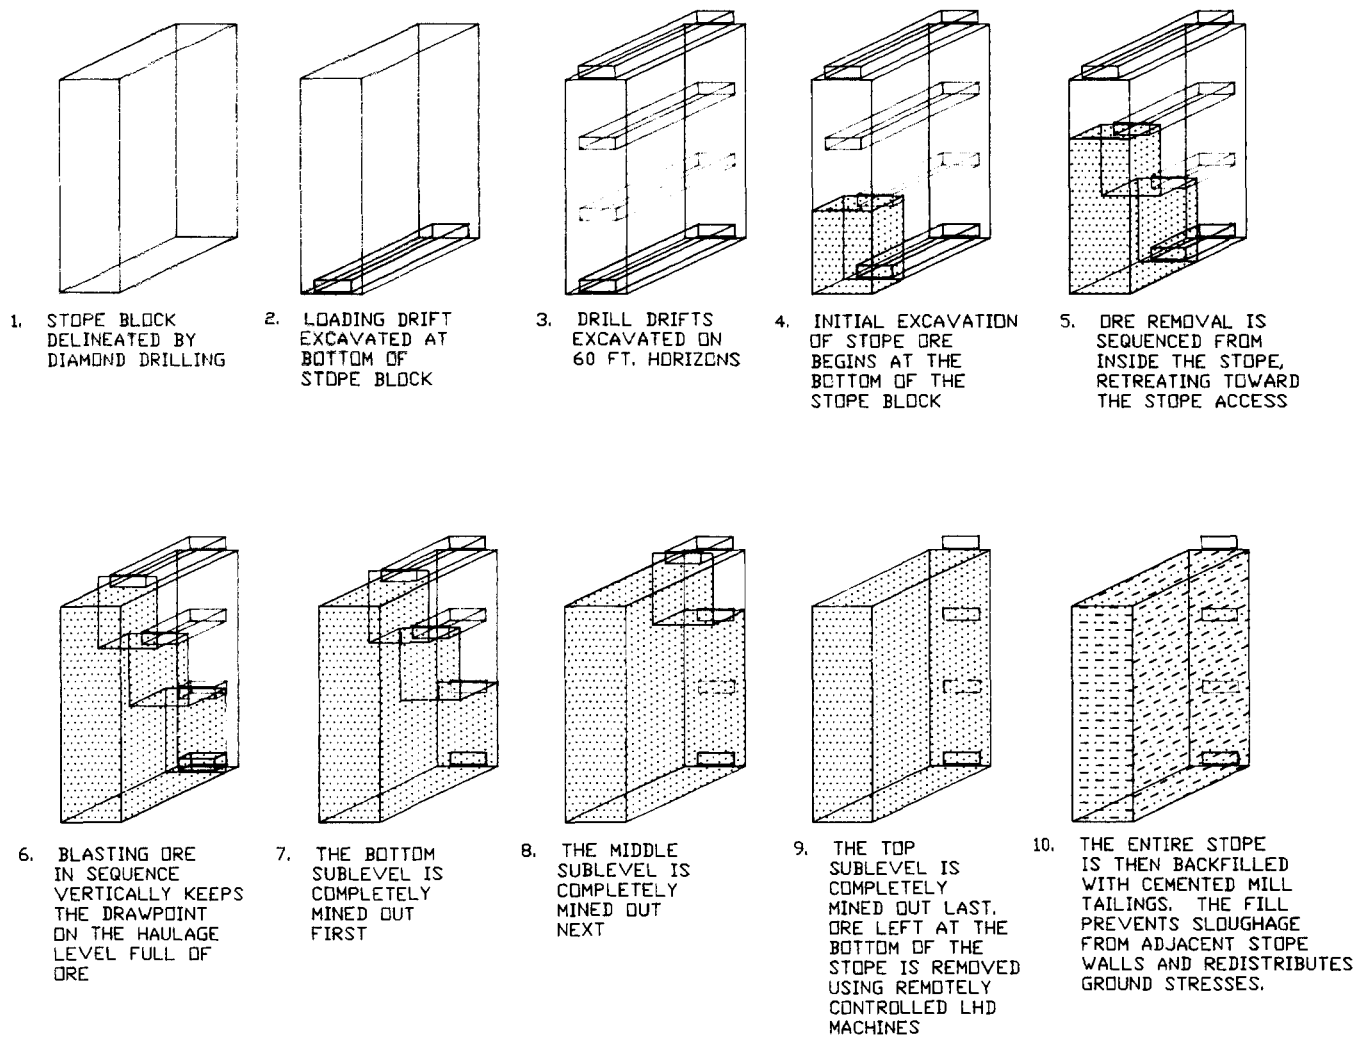 1. STOPE BLOCK
DELINEATED BY
DIAMOND DRILLING
2. LOADING DRIFT
EXCAVATED AT
BOTTOM OF
STOPE BLOCK
3. DRILL DRIFTS
EXCAVATED ON
60 FT. HORIZONS
4. INITIAL EXCAVATION
OF STOPE ORE
BEGINS AT THE
BOTTOM OF THE
STOPE BLOCK
5. ORE REMOVAL IS
SEQUENCED FROM
INSIDE THE STOPE,
RETREATING TOWARD
THE STOPE ACCESS
6. BLASTING ORE
IN SEQUENCE
VERTICALLY KEEPS
THE DRAWPOINT
ON THE HAULAGE
LEVEL FULL OF
ORE
7. THE BOTTOM
SUBLEVEL IS
COMPLETELY
MINED OUT
FIRST
8. THE MIDDLE
SUBLEVEL IS
COMPLETELY
MINED OUT
NEXT
9. THE TOP
SUBLEVEL IS
COMPLETELY
MINED OUT LAST.
ORE LEFT AT THE
BOTTOM OF THE
STOPE IS REMOVED
USING REMOTELY
CONTROLLED LHD
MACHINES
10. THE ENTIRE STOPE
IS THEN BACKFILLED
WITH CEMENTED MILL
TAILINGS. THE FILL
PREVENTS SLOUGHAGE
FROM ADJACENT STOPE
WALLS AND REDISTRIBUTES
GROUND STRESSES.